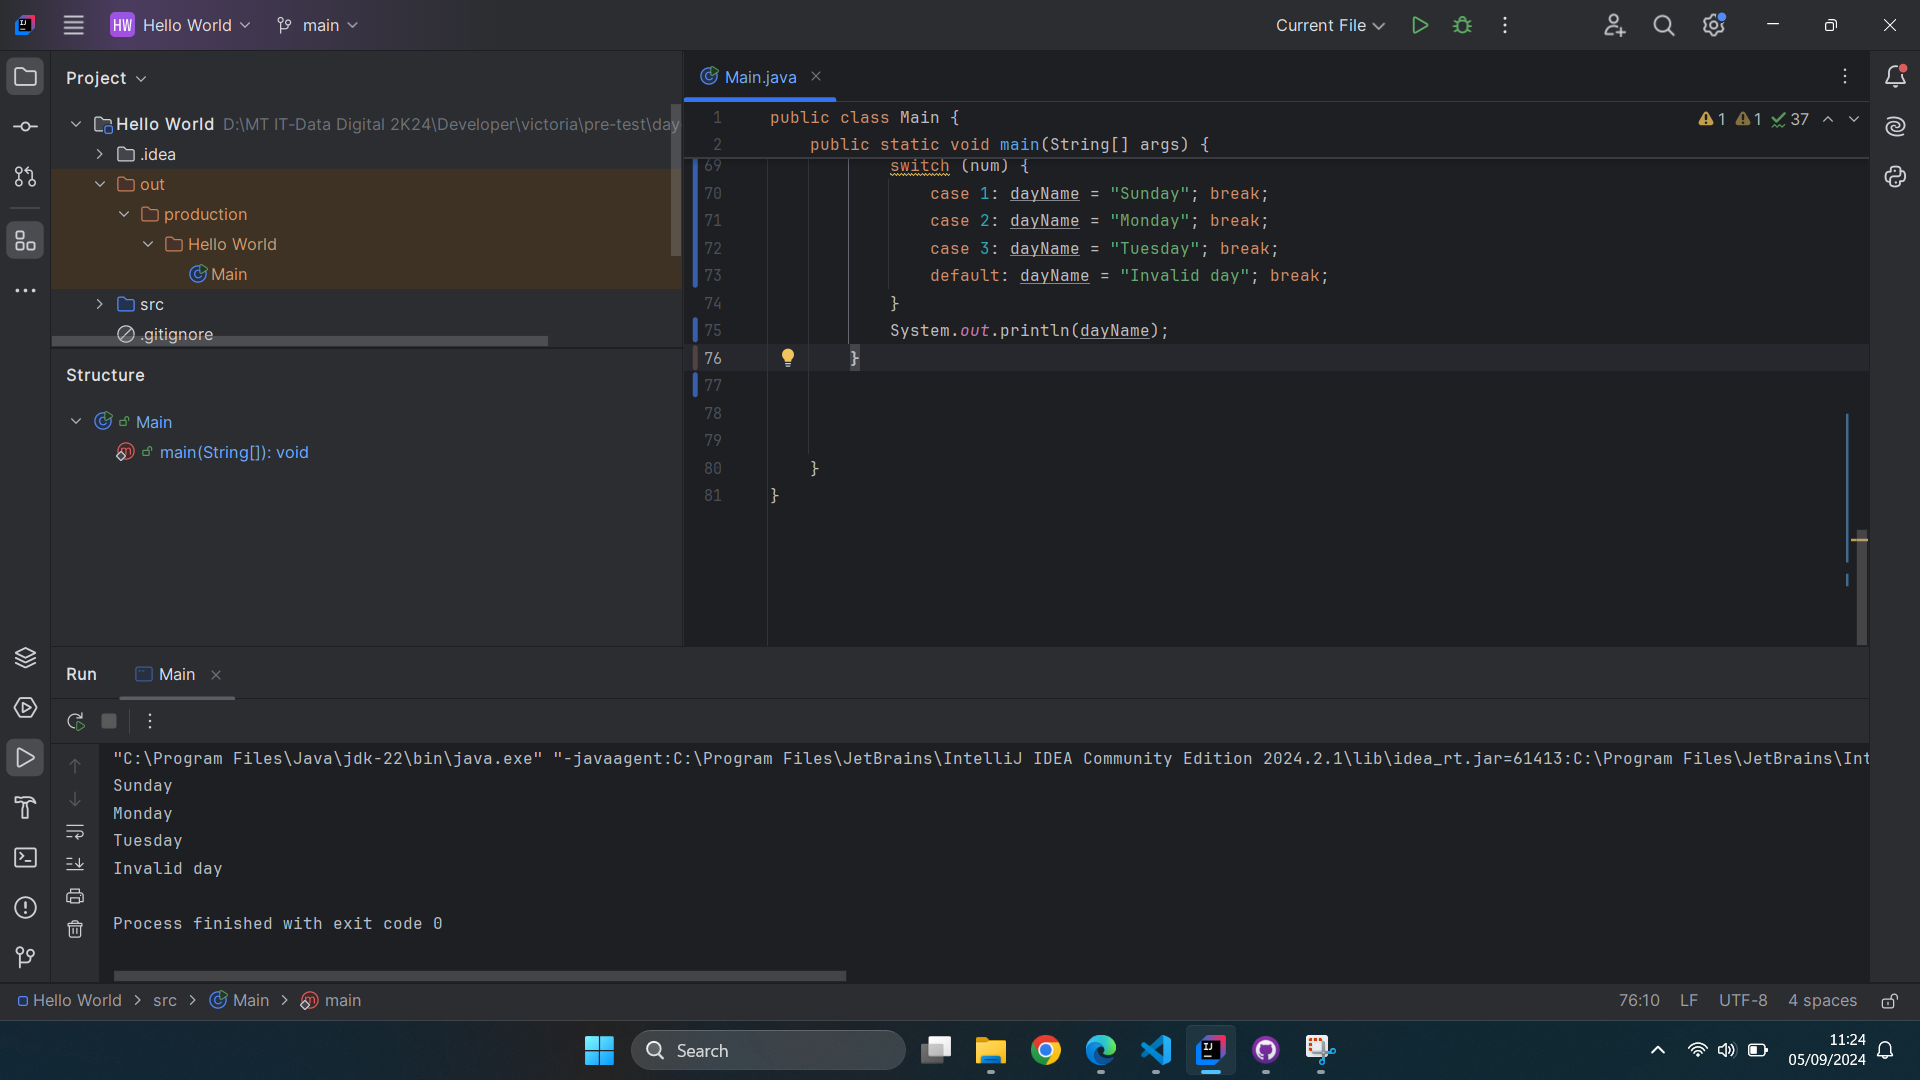 HW Hello World main
Current File
Project
Hello World D:\MT IT-Data Digital 2K24\Developer\victoria\pre-test\day
.idea
out
production
Hello World
Main
src
.gitignore
Structure
Main
main(String[]): void
Main.java
1 public class Main {
2 public static void main(String[] args) {
1 1 37
69 switch (num) {
70 case 1: dayName = "Sunday"; break;
71 case 2: dayName = "Monday"; break;
72 case 3: dayName = "Tuesday"; break;
73 default: dayName = "Invalid day"; break;
74 }
75 System.out.println(dayName);
76 }
77
78
79
80 }
81 }
Run Main
"C:\Program Files\Java\jdk-22\bin\java.exe" "-javaagent:C:\Program Files\JetBrains\IntelliJ IDEA Community Edition 2024.2.1\lib\idea_rt.jar=61413:C:\Program Files\JetBrains\Int
Sunday
Monday
Tuesday
Invalid day
Process finished with exit code 0
Hello World > src > Main > main
76:10 LF UTF-8 4 spaces
Search
11:24
05/09/2024